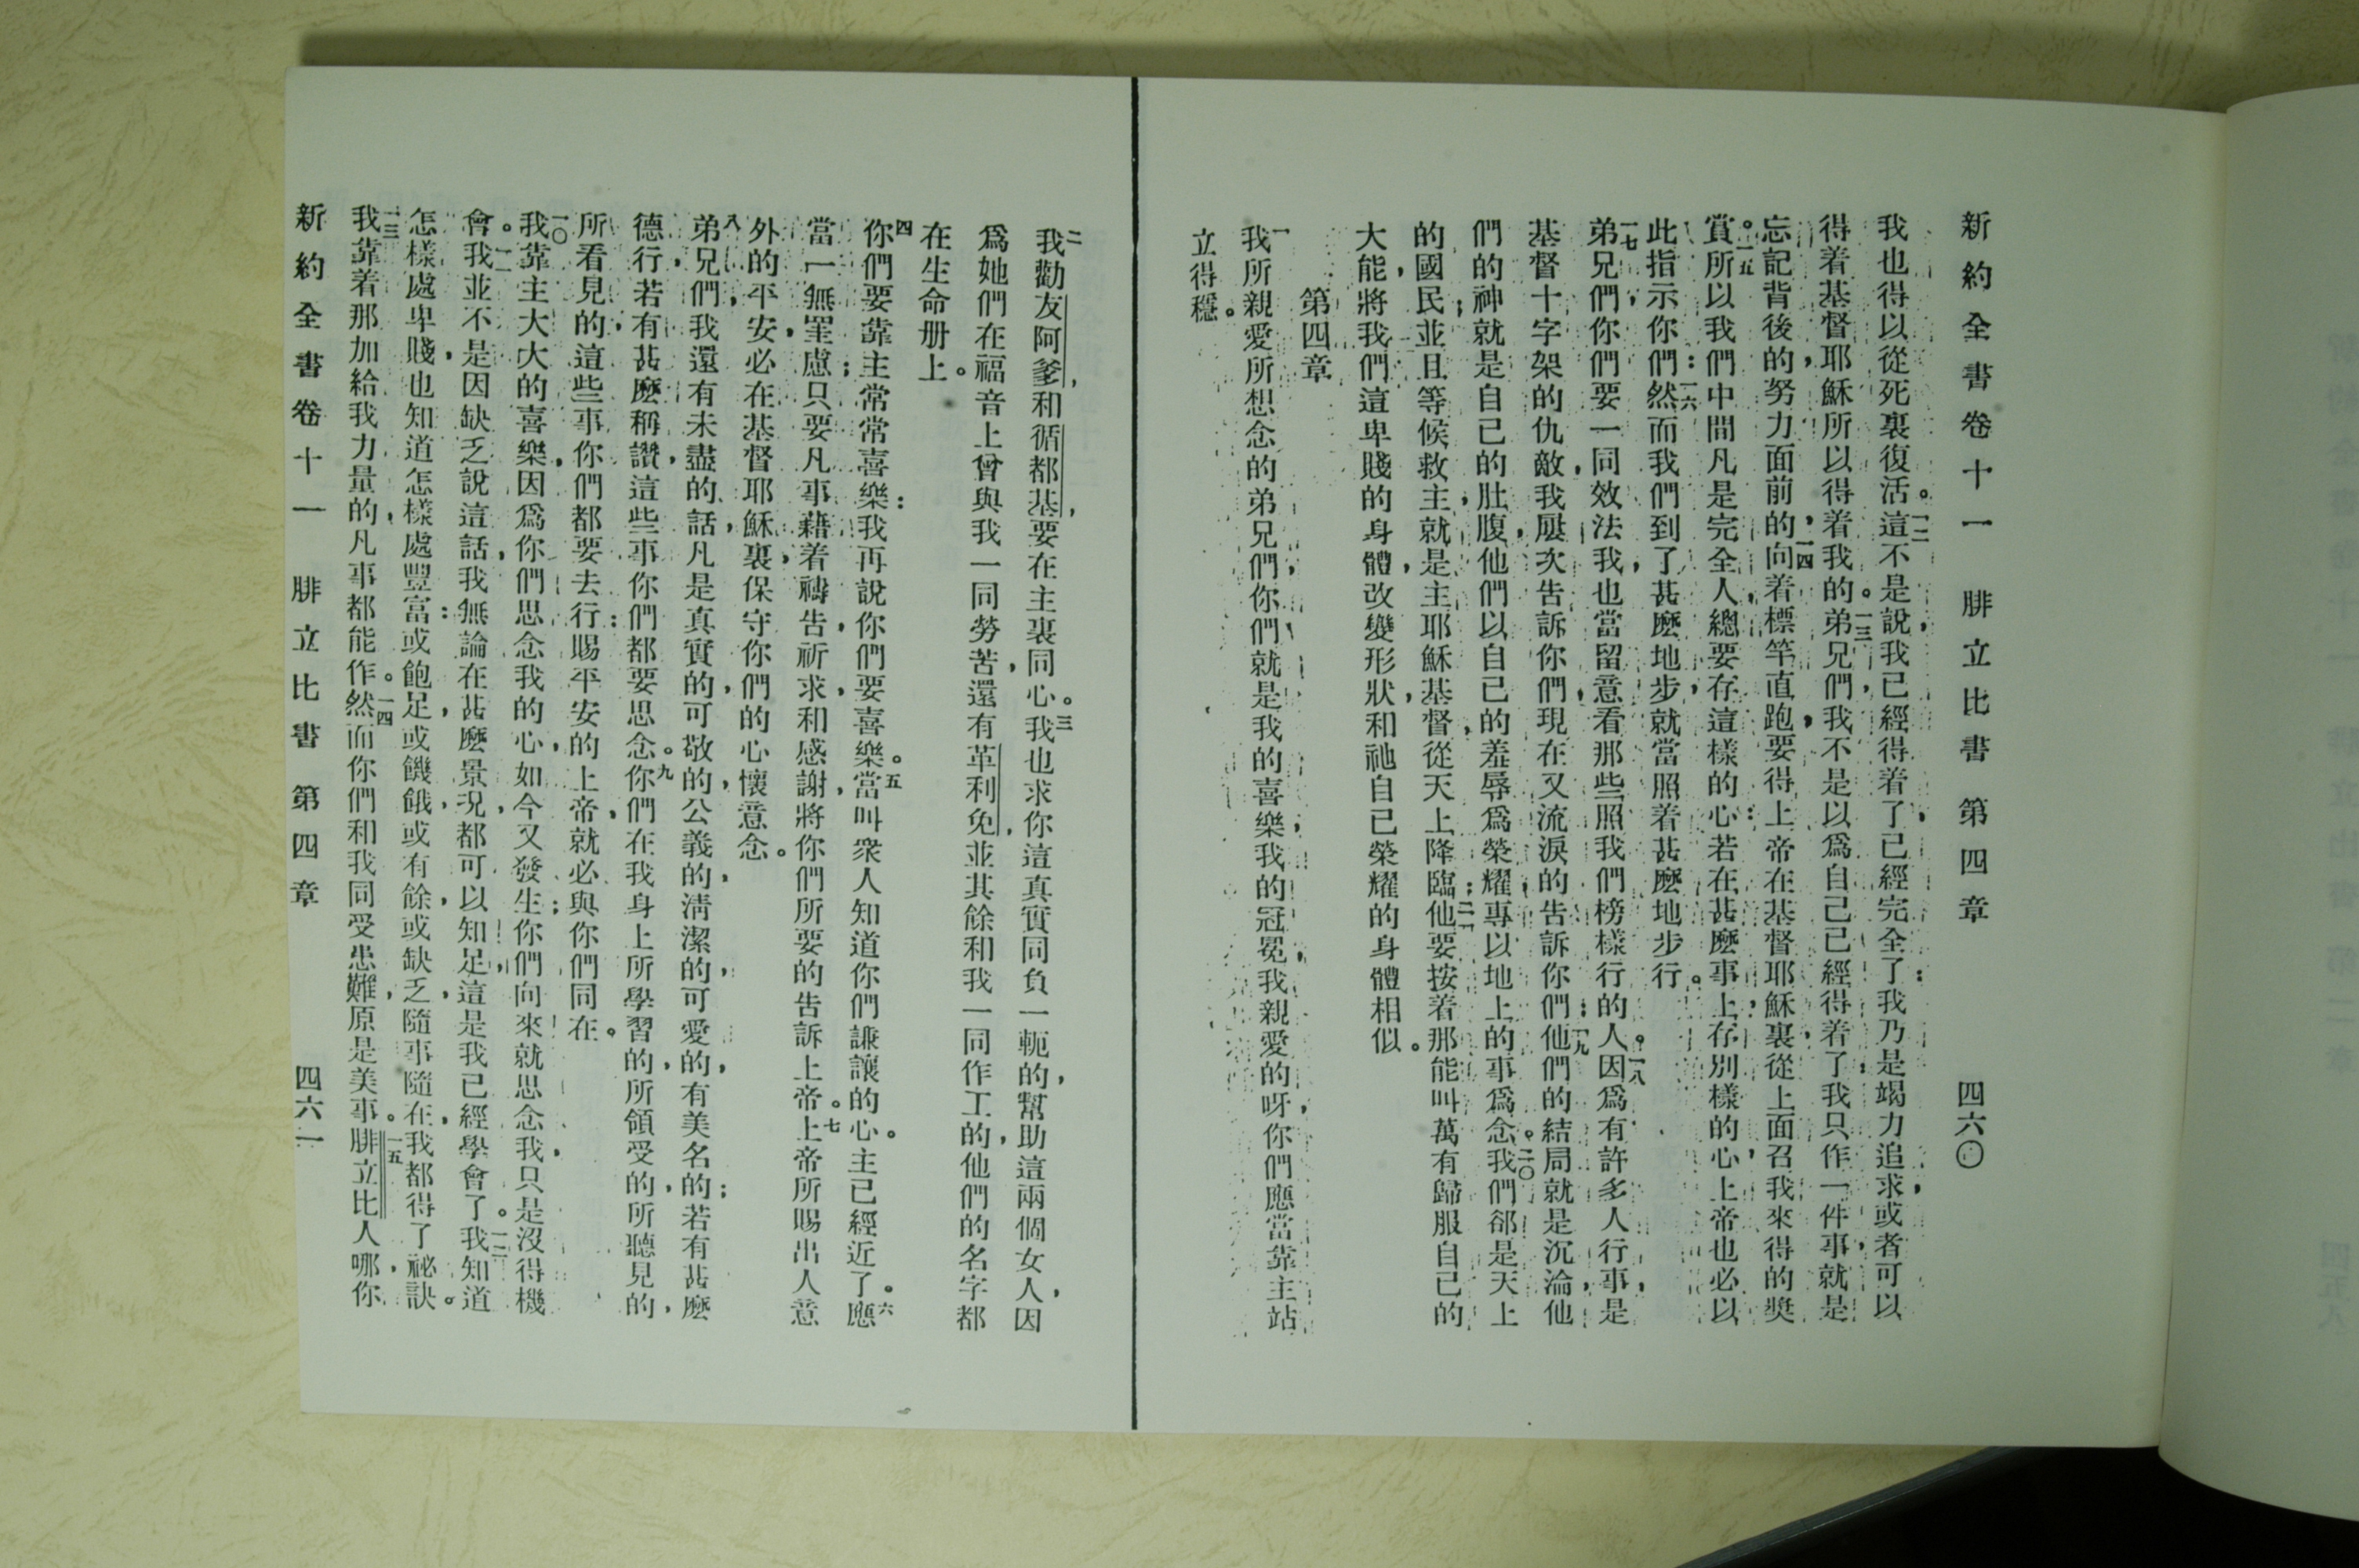 新約全書卷十一 腓立比書 第四章 四六〇
我也得以從死裏復活。一二這不是說我已經得着了，已經完全了：我乃是竭力追求，或者可以
得着基督耶穌所以得着我的。一三弟兄們，我不是以爲自己已經得着了；我只作一件事，就是
忘記背後的，努力面前的，一四向着標竿直跑，要得上帝在基督耶穌裏從上面召我來得的獎
賞。一五所以我們中間凡是完全人，總要存這樣的心：若在甚麽事上，存別樣的心，上帝也必以
此指示你們：一六然而我們到了甚麽地步，就當照着甚麽地步行。
一七弟兄們，你們要一同效法我，也當留意看那些照我們榜樣行的人。一八因爲有許多人行事，是
基督十字架的仇敵，我屢次告訴你們，現在又流淚的告訴你們：一九他們的結局，就是沉淪，他
們的神，就是自己的肚腹，他們以自己的羞辱爲榮耀，專以地上的事爲念。二〇我們郤是天上
的國民；並且等候救主，就是主耶穌基督，從天上降臨：二一他要按着那能叫萬有歸服自己的
大能，將我們這卑賤的身體，改變形狀，和祂自己榮耀的身體相似。
第四章
一我所親愛所想念的弟兄們，你們就是我的喜樂，我的冠冕，我親愛的呀，你們應當靠主站
立得穩。
二我勸友阿爹，和循都基，要在主裏同心。三我也求你這真實同負一軛的，幫助這兩個女人，因
爲她們在福音上曾與我一同勞苦，還有革利免，並其餘和我一同作工的，他們的名字都
在生命册上。
四你們要靠主常常喜樂：我再說你們要喜樂。五當叫衆人知道你們謙讓的心。主已經近了。六應
當一無罣慮；只要凡事藉着禱告，祈求，和感謝，將你們所要的告訴上帝。七上帝所賜出人意
外的平安，必在基督耶穌裏，保守你們的心懷意念。
八弟兄們，我還有未盡的話，凡是真實的，可敬的，公義的，清潔的，可愛的，有美名的；若有甚麽
德行，若有甚麽稱讚，這些事你們都要思念。九你們在我身上所學習的，所領受的，所聽見的，
所看見的；這些事你們都要去行：賜平安的上帝，就必與你們同在。
一〇我靠主大大的喜樂，因爲你們思念我的心，如今又發生；你們向來就思念我，只是沒得機
會。一一我並不是因缺乏說這話，我無論在甚麽景况，都可以知足，這是我已經學會了。一二我知道
怎樣處卑賤，也知道怎樣處豐富：或飽足，或饑餓，或有餘，或缺乏，隨事隨在，我都得了祕訣。
一三我靠着那加給我力量的，凡事都能作。一四然而你們和我同受患難，原是美事。一五腓立比人哪，你
新約全書卷十一 腓立比書 第四章 四六一